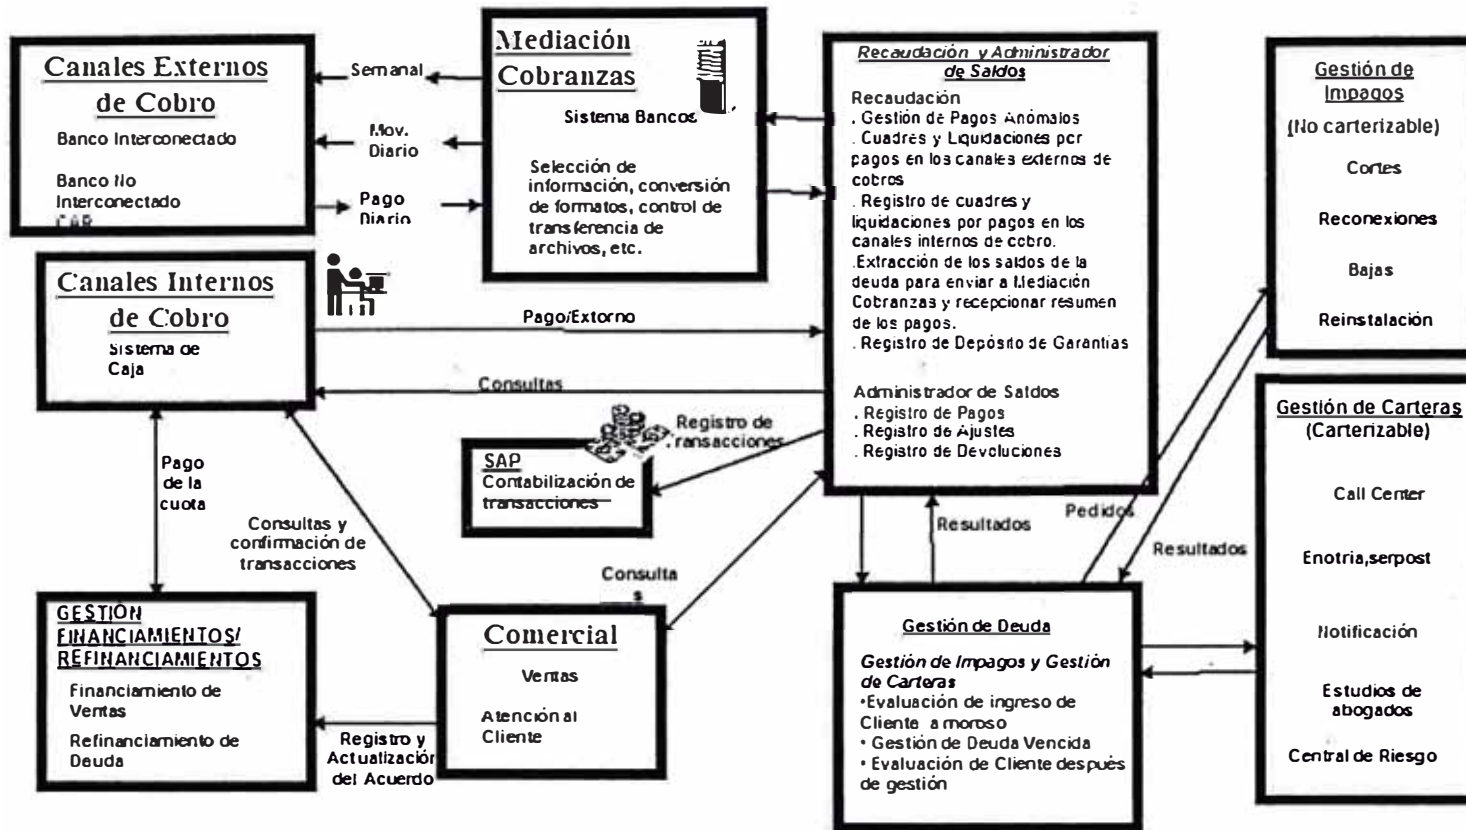 Canales Externos
de Cobro
Banco Interconectado
Banco No
Interconectado
CAR
Semanal
Mov.
Diario
Pago
Diario
Mediación
Cobranzas
Sistema Bancos
Selección de
información, conversión
de formatos, control de
transferencia de
archivos, etc.
Recaudación y Administrador
de Saldos
Recaudación
. Gestión de Pagos Anómalos
. Cuadres y Liquidaciones por
pagos en los canales externos de
cobros
. Registro de cuadres y
liquidaciones por pagos en los
canales internos de cobro.
.Extracción de los saldos de la
deuda para enviar a Mediación
Cobranzas y recepcionar resumen
de los pagos.
. Registro de Depósito de Garantías
Administrador de Saldos
. Registro de Pagos
. Registro de Ajustes
. Registro de Devoluciones
Gestión de
Impagos
(No carterizable)
Cortes
Reconexiones
Bajas
Reinstalación
Canales Internos
de Cobro
Sistema de
Caja
Pago/Extorno
Consultas
Registro de
transacciones
SAP
Contabilización de
transacciones
Gestión de Carteras
(Carterizable)
Call Center
Enotria,serpost
Notificación
Estudios de
abogados
Central de Riesgo
Pago
de la
cuota
Consultas y
confirmación de
transacciones
Consulta
s
Resultados
Pedidos
Resultados
GESTIÓN
FINANCIAMIENTOS/
REFINANCIAMIENTOS
Financiamiento de
Ventas
Refinanciamiento de
Deuda
Registro y
Actualización
del Acuerdo
Comercial
Ventas
Atención al
Cliente
Gestión de Deuda
Gestión de Impagos y Gestión
de Carteras
•Evaluación de ingreso de
Cliente a moroso
• Gestión de Deuda Vencida
• Evaluación de Cliente después
de gestión